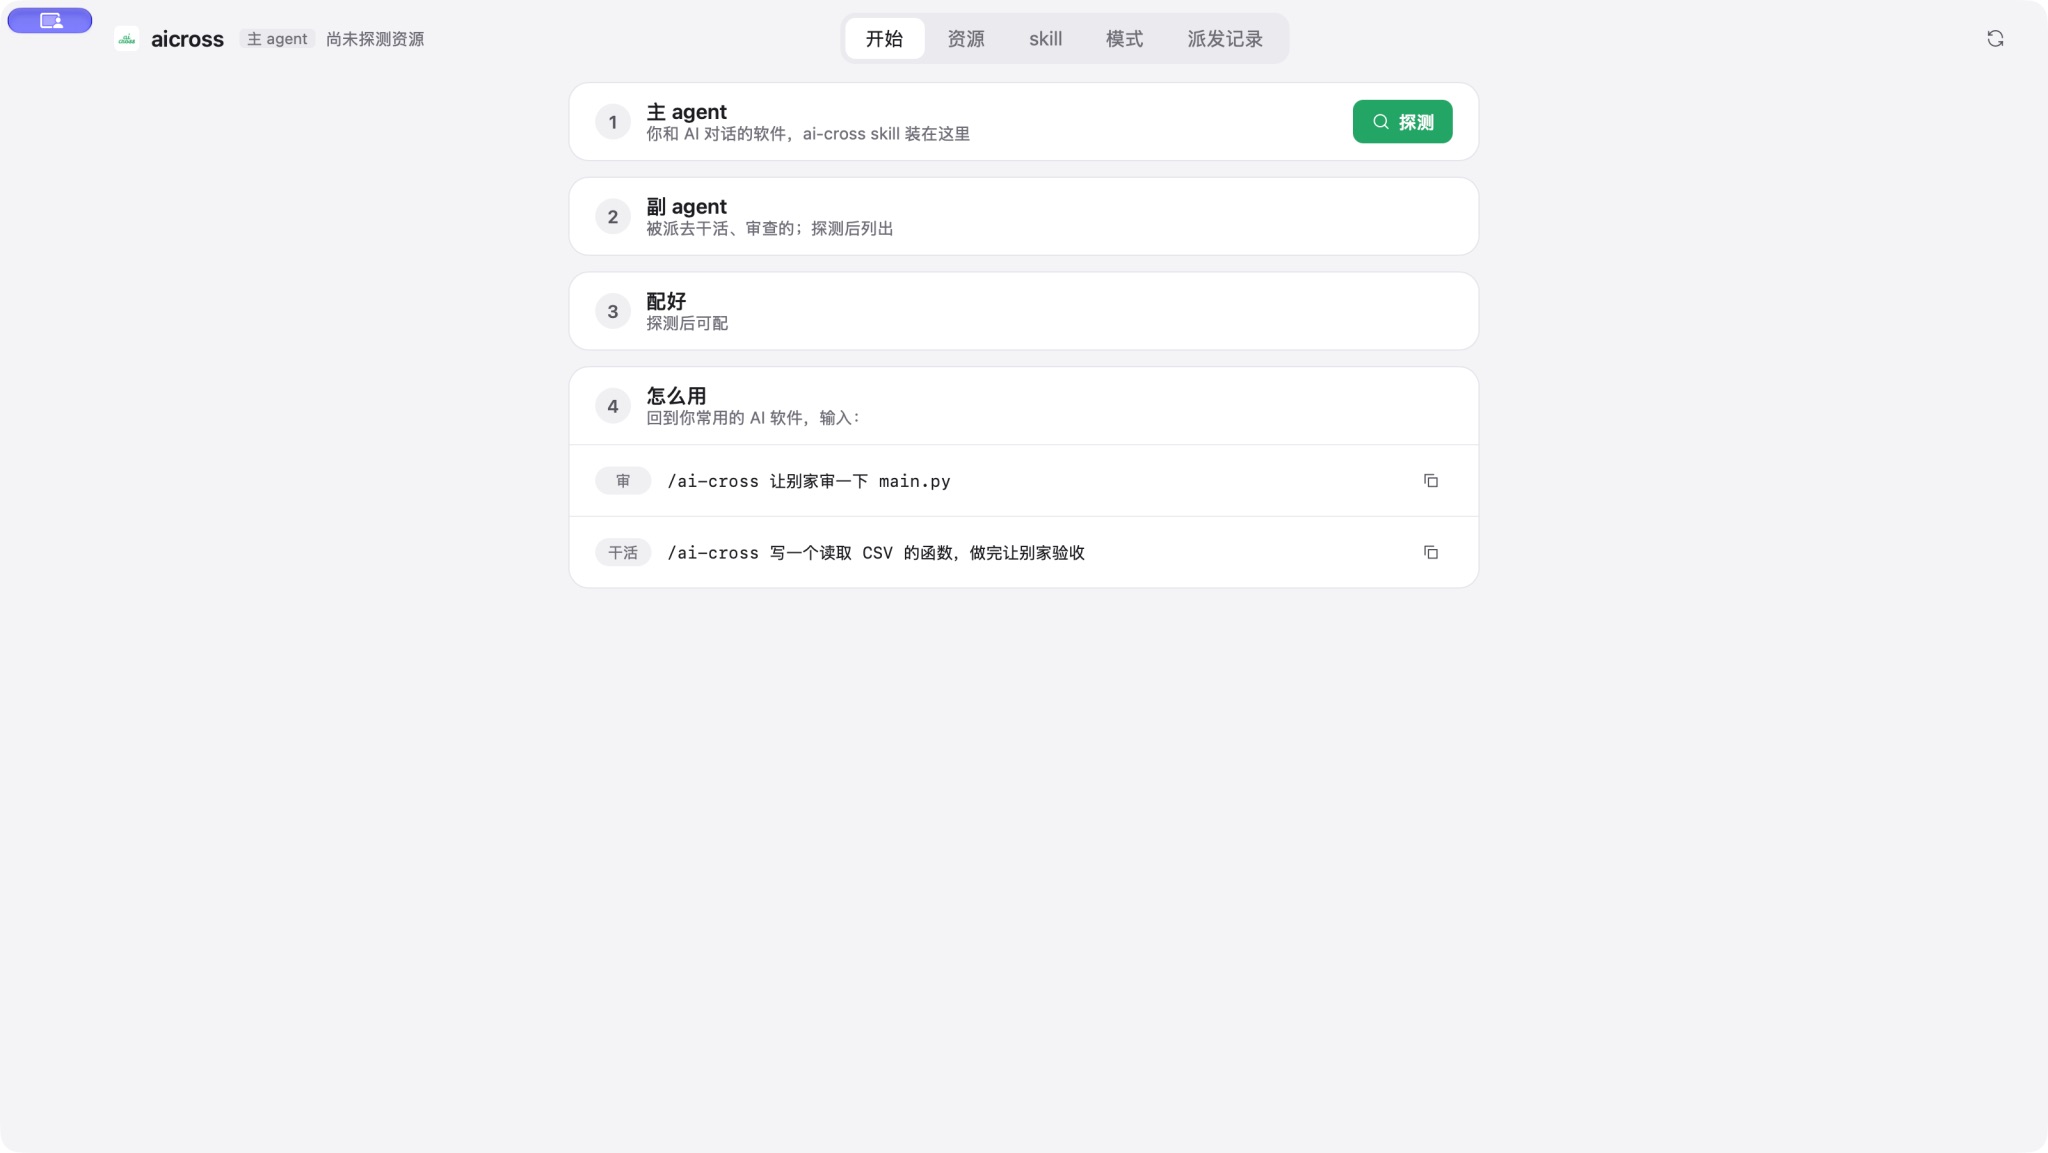 aicross 主 agent 尚未探测资源
开始 资源 skill 模式 派发记录
1 主 agent
你和 AI 对话的软件，ai-cross skill 装在这里
探测
2 副 agent
被派去干活、审查的；探测后列出
3 配好
探测后可配
4 怎么用
回到你常用的 AI 软件，输入：
审 /ai-cross 让别家审一下 main.py
干活 /ai-cross 写一个读取 CSV 的函数，做完让别家验收